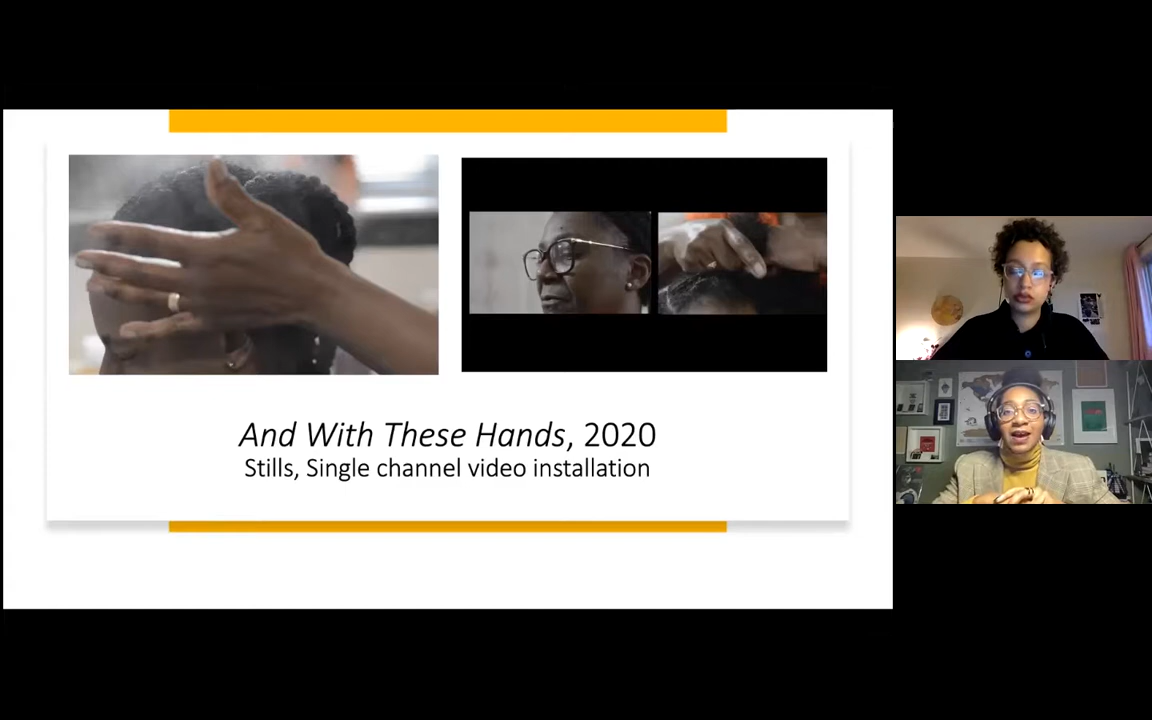 And With These Hands, 2020
Stills, Single channel video installation